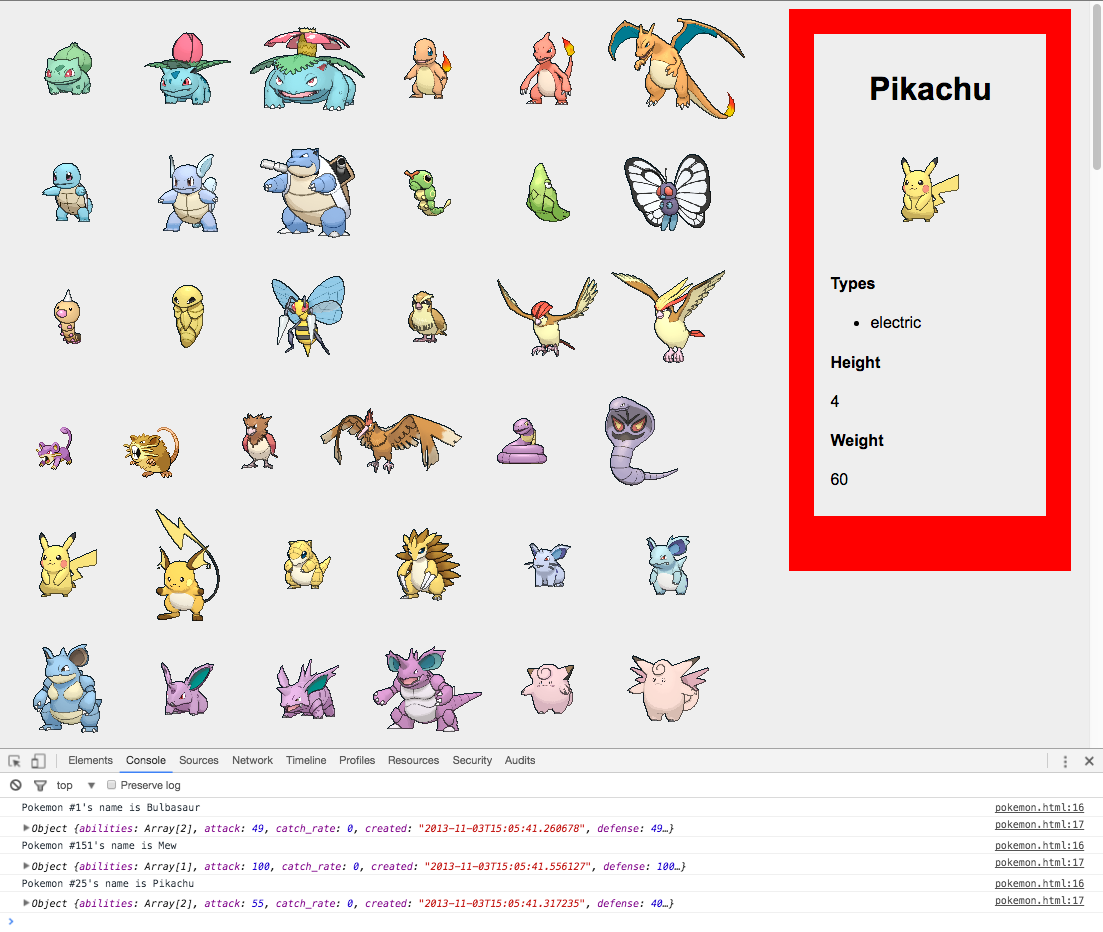 Pikachu
Types
• electric
Height
4
Weight
60
Elements Console Sources Network Timeline Profiles Resources Security Audits
top ▼ Preserve log
Pokemon #1's name is Bulbasaur pokemon.html:16
▶Object {abilities: Array[2], attack: 49, catch_rate: 0, created: "2013-11-03T15:05:41.260678", defense: 49…} pokemon.html:17
Pokemon #151's name is Mew pokemon.html:16
▶Object {abilities: Array[1], attack: 100, catch_rate: 0, created: "2013-11-03T15:05:41.556127", defense: 100…} pokemon.html:17
Pokemon #25's name is Pikachu pokemon.html:16
▶Object {abilities: Array[2], attack: 55, catch_rate: 0, created: "2013-11-03T15:05:41.317235", defense: 40…} pokemon.html:17